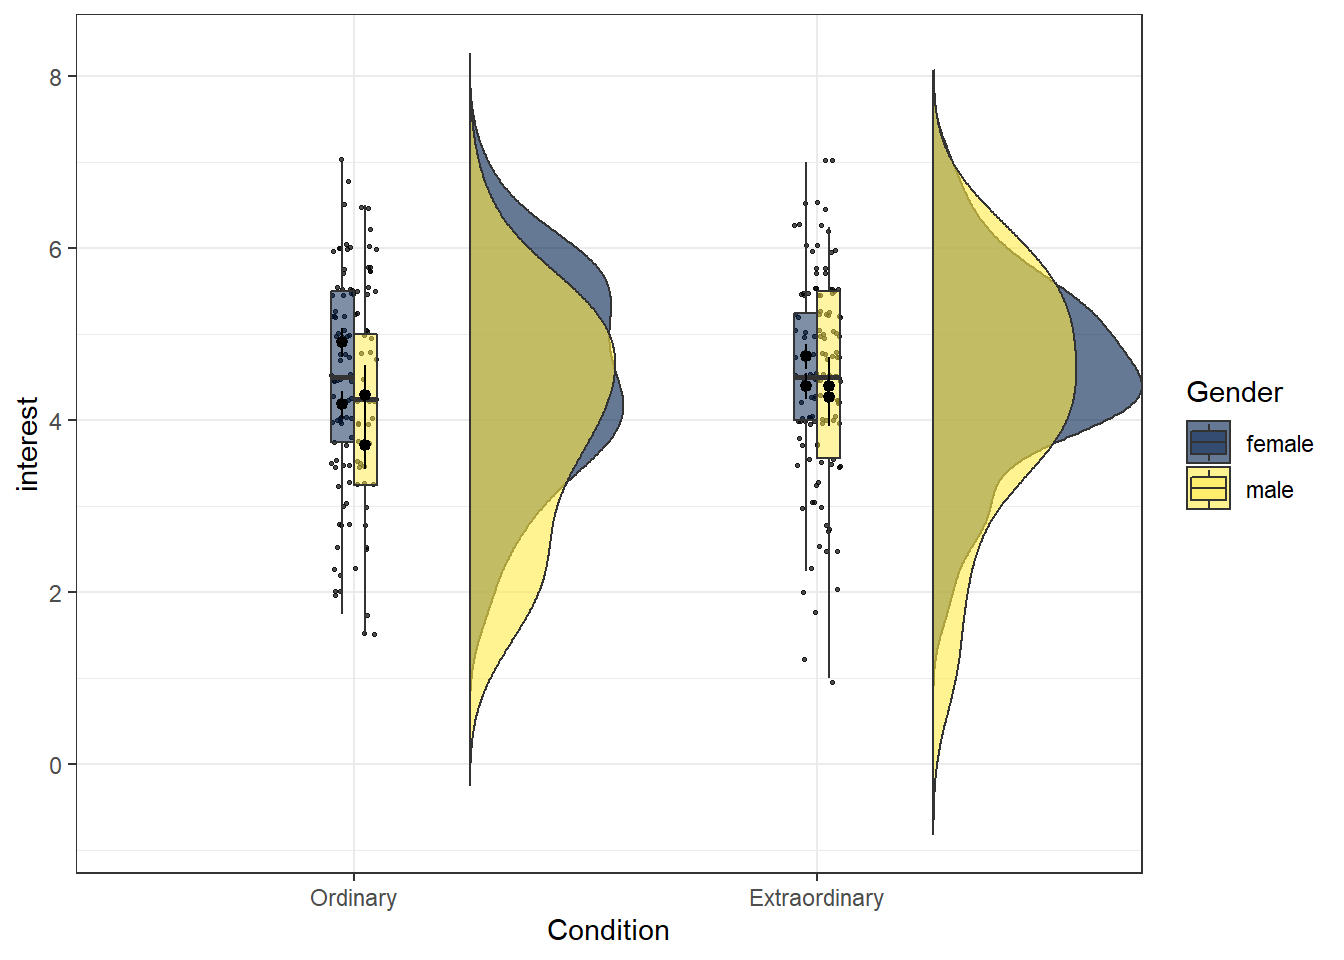 interest
8
6
4
2
0
Ordinary
Extraordinary
Condition
Gender
female
male